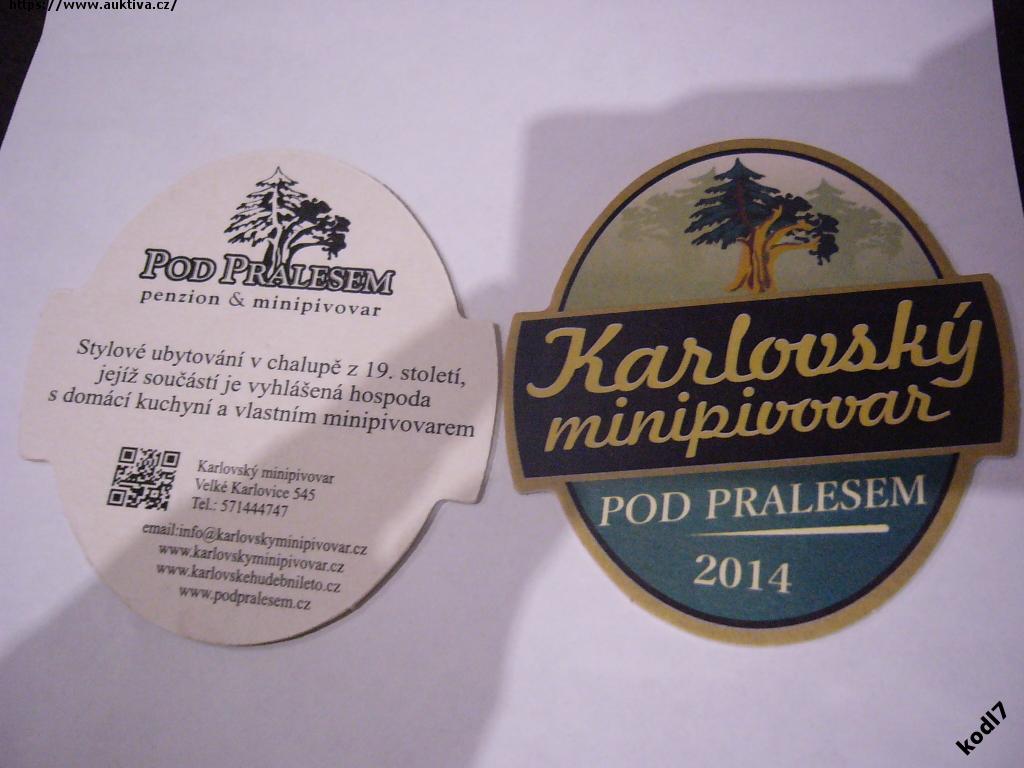 https://www.auktiva.cz/
POD PRALESEM
penzion & minipivovar
Stylové ubytování v chalupě z 19. století,
jejíž součástí je vyhlášená hospoda
s domácí kuchyní a vlastním minipivovarem
Karlovský minipivovar
Velké Karlovice 545
Tel.: 571444747
email:info@karlovskyminipivovar.cz
www.karlovskyminipivovar.cz
www.karlovskehudebnileto.cz
www.podpralesem.cz
Karlovský
minipivovar
POD PRALESEM
2014
kodl7